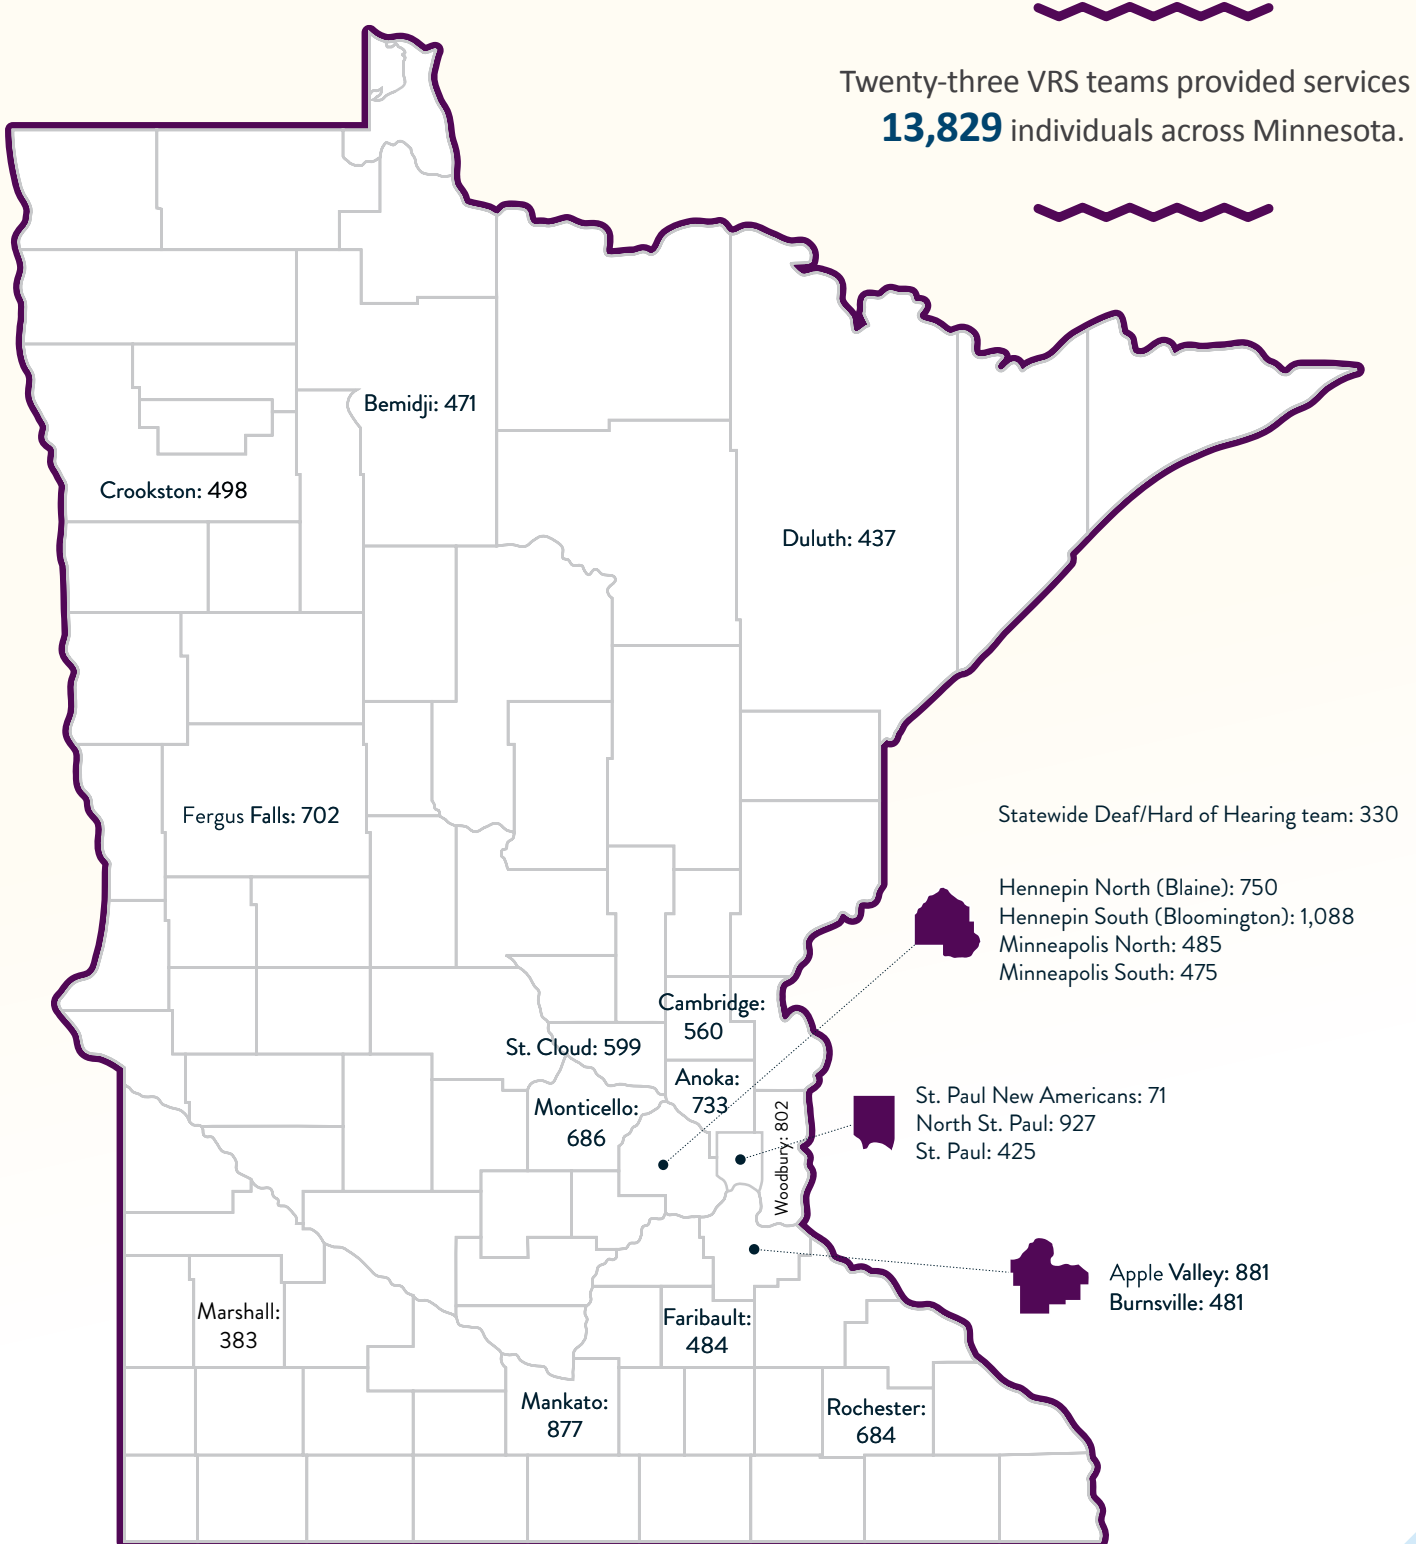 Twenty-three VRS teams provided services
13,829 individuals across Minnesota.
Bemidji: 471
Crookston: 498
Duluth: 437
Fergus Falls: 702
Statewide Deaf/Hard of Hearing team: 330
Hennepin North (Blaine): 750
Hennepin South (Bloomington): 1,088
Minneapolis North: 485
Minneapolis South: 475
Cambridge:
560
St. Cloud: 599
Anoka:
733
Monticello:
686
Woodbury: 802
St. Paul New Americans: 71
North St. Paul: 927
St. Paul: 425
Apple Valley: 881
Burnsville: 481
Marshall:
383
Faribault:
484
Mankato:
877
Rochester:
684